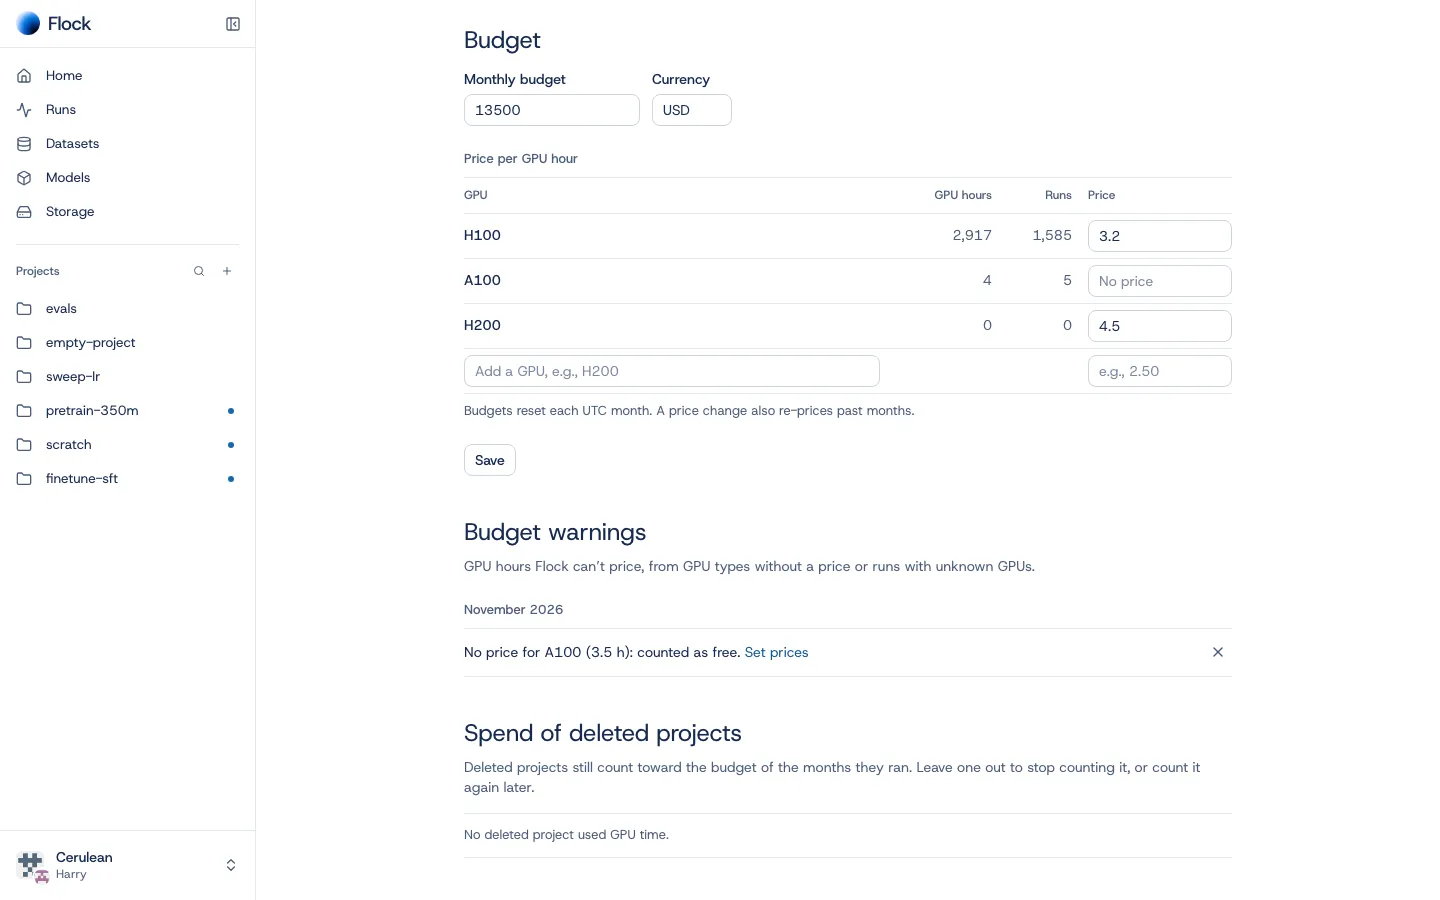 Flock
Home
Runs
Datasets
Models
Storage
Projects
evals
empty-project
sweep-lr
pretrain-350m
scratch
finetune-sft
Cerulean
Harry
Budget
Monthly budget Currency
13500 USD
Price per GPU hour
GPU GPU hours Runs Price
H100 2,917 1,585 3.2
A100 4 5 No price
H200 0 0 4.5
Add a GPU, e.g., H200 e.g., 2.50
Budgets reset each UTC month. A price change also re-prices past months.
Save
Budget warnings
GPU hours Flock can’t price, from GPU types without a price or runs with unknown GPUs.
November 2026
No price for A100 (3.5 h): counted as free. Set prices
Spend of deleted projects
Deleted projects still count toward the budget of the months they ran. Leave one out to stop counting it, or count it
again later.
No deleted project used GPU time.